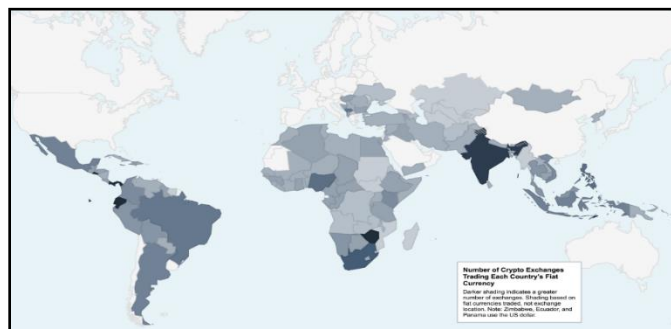 Number of Crypto Exchanges
Trading Each Country's Fiat
Currency
Darker shading indicates a greater
number of exchanges. Shading based on
fiat currencies traded, not exchange
location. Note: Zimbabwe, Ecuador, and
Panama use the US dollar.